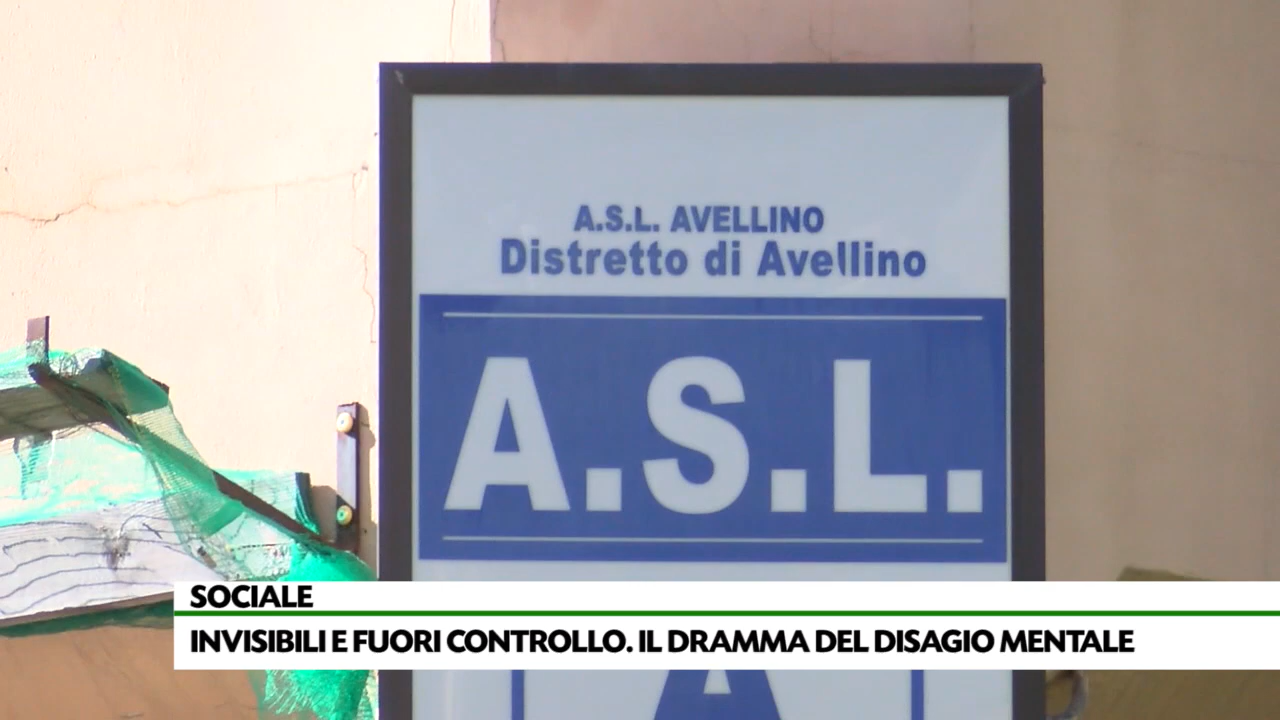 A.S.L. AVELLINO
Distretto di Avellino
A.S.L.
SOCIALE
INVISIBILI E FUORI CONTROLLO. IL DRAMMA DEL DISAGIO MENTALE
A